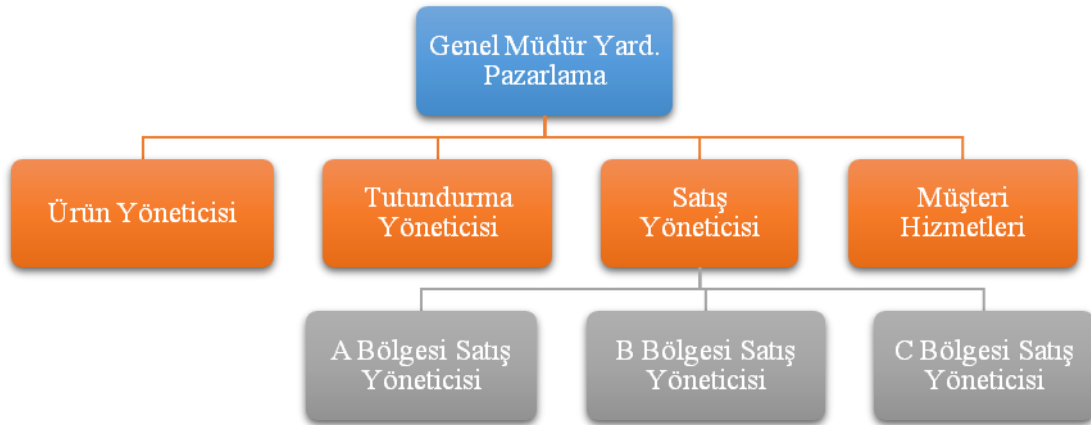 Genel Müdür Yard.
Pazarlama
Ürün Yöneticisi
Tutundurma
Yöneticisi
Satış
Yöneticisi
Müşteri
Hizmetleri
A Bölgesi Satış
Yöneticisi
B Bölgesi Satış
Yöneticisi
C Bölgesi Satış
Yöneticisi